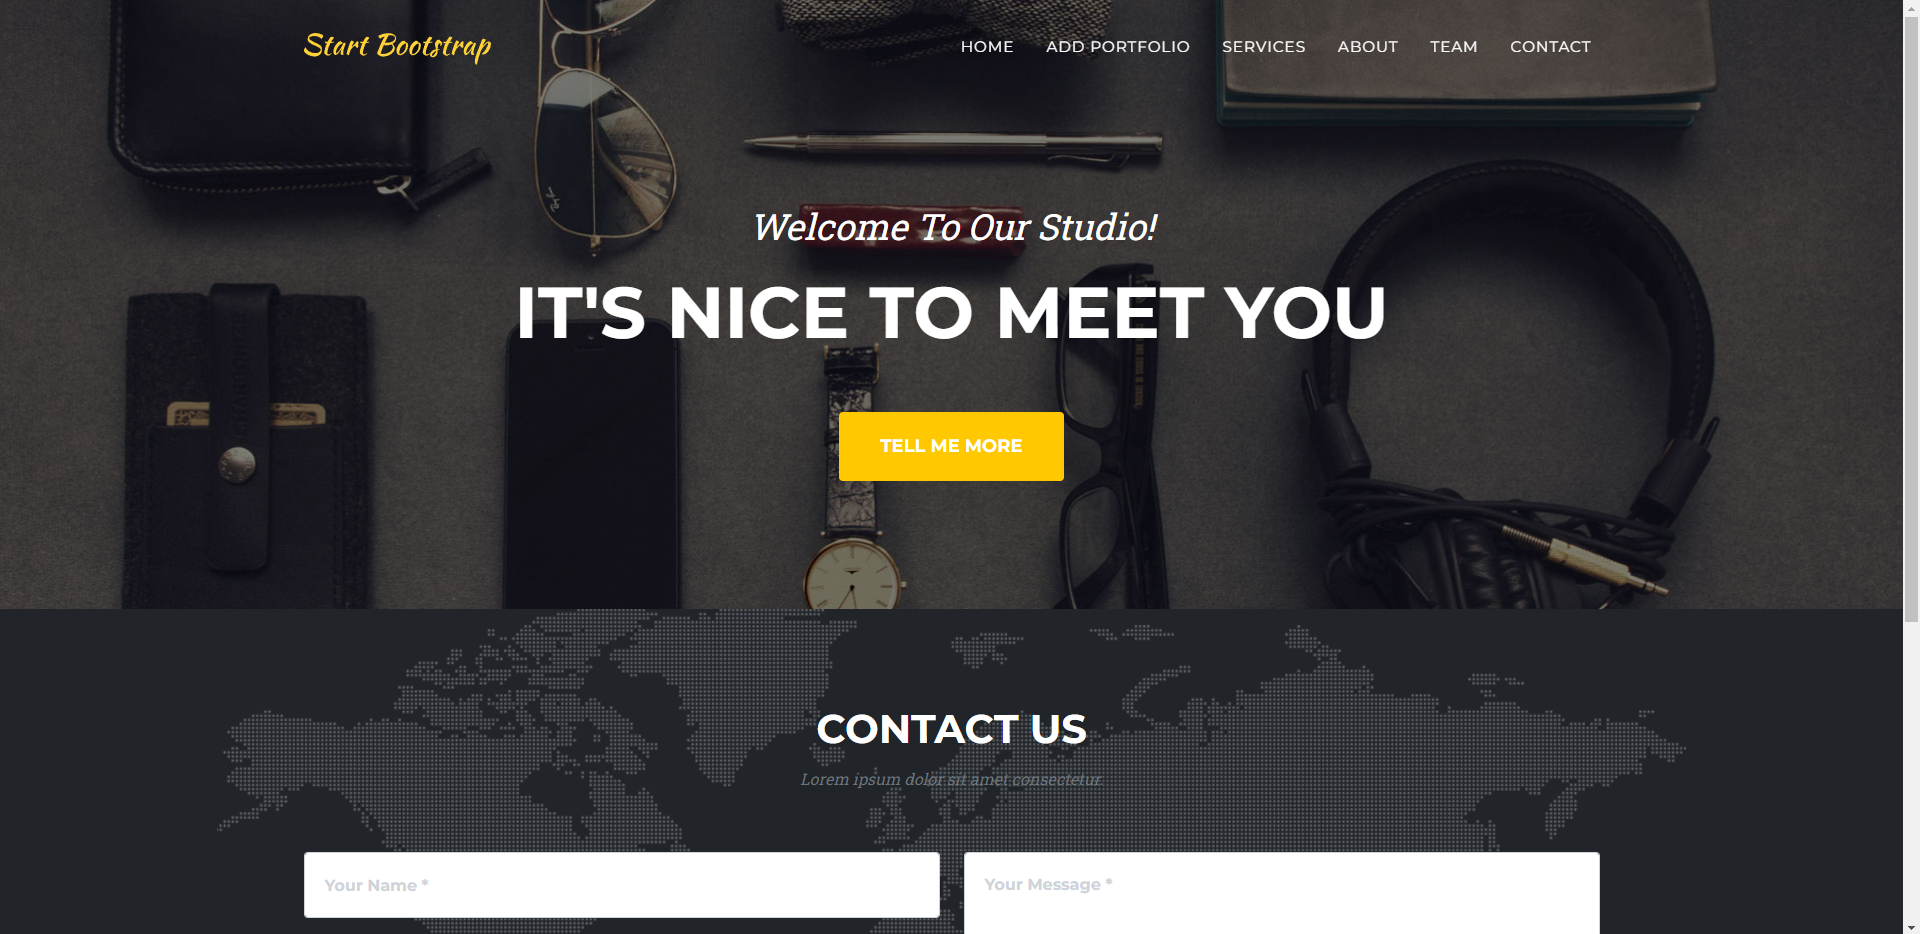 Start Bootstrap
HOME ADD PORTFOLIO SERVICES ABOUT TEAM CONTACT
Welcome To Our Studio!
IT'S NICE TO MEET YOU
TELL ME MORE
CONTACT US
Lorem ipsum dolor sit amet consectetur.
Your Name *
Your Message *